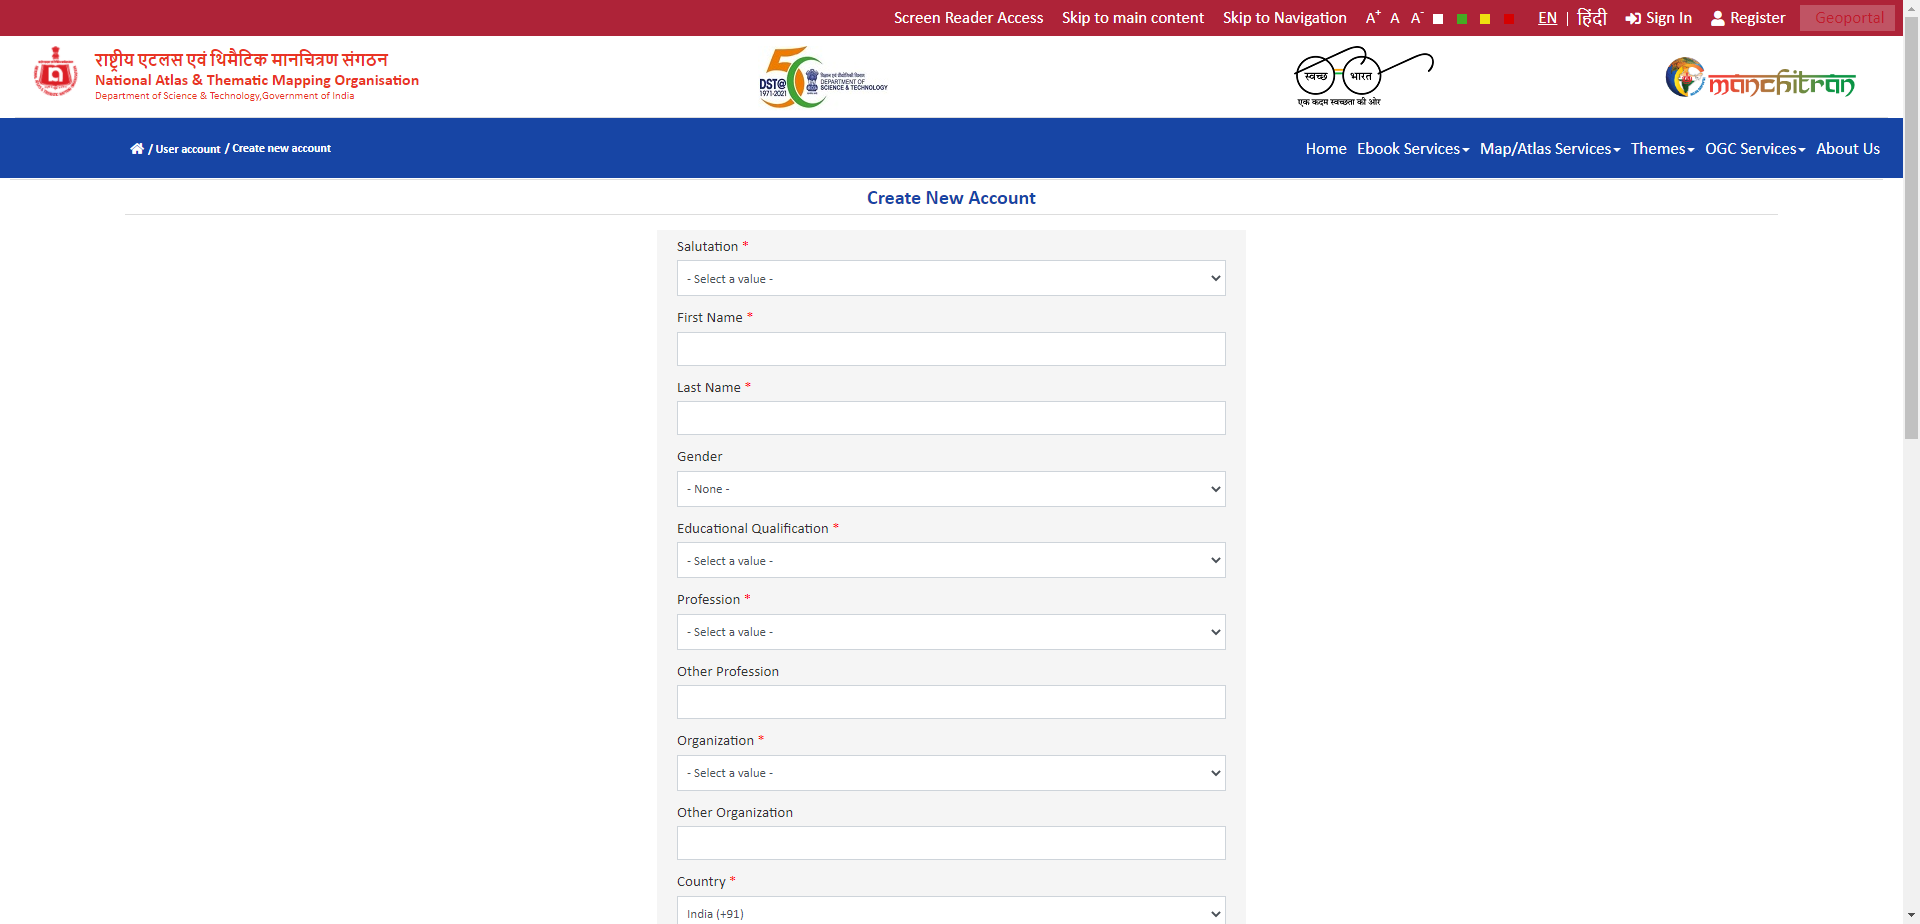 Screen Reader Access Skip to main content Skip to Navigation A+ A A- EN | हिंदी Sign In Register Geoportal
राष्ट्रीय एटलस एवं थिमैटिक मानचित्रण संगठन
National Atlas & Thematic Mapping Organisation
Department of Science & Technology,Government of India
DST@50
1971-2021
विज्ञान एवं प्रौद्योगिकी विभाग
DEPARTMENT OF
SCIENCE & TECHNOLOGY
स्वच्छ भारत
एक कदम स्वच्छता की ओर
manchitran
/ User account / Create new account
Home Ebook Services Map/Atlas Services Themes OGC Services About Us
Create New Account
Salutation *
- Select a value -
First Name *
Last Name *
Gender
- None -
Educational Qualification *
- Select a value -
Profession *
- Select a value -
Other Profession
Organization *
- Select a value -
Other Organization
Country *
India (+91)